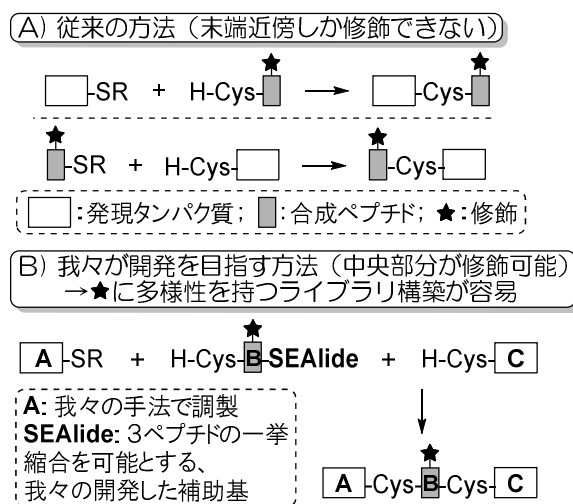 A) 従来の方法（末端近傍しか修飾できない）
-SR + H-Cys- → -Cys-
★ -SR + H-Cys- → ★ -Cys-
:発現タンパク質； :合成ペプチド； ★:修飾
B) 我々が開発を目指す方法（中央部分が修飾可能）
→★に多様性を持つライブラリ構築が容易
A-SR + H-Cys-B-SEAlide + H-Cys-C
A: 我々の手法で調製
SEAlide: 3ペプチドの一挙
縮合を可能とする、
我々の開発した補助基
A-Cys-B-Cys-C